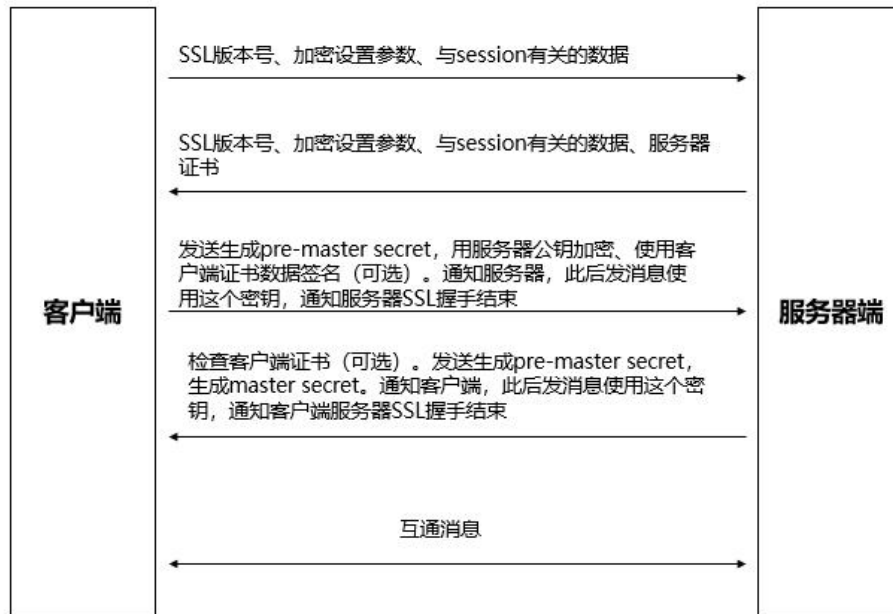 SSL版本号、加密设置参数、与session有关的数据
SSL版本号、加密设置参数、与session有关的数据、服务器
证书
发送生成pre-master secret，用服务器公钥加密、使用客
户端证书数据签名（可选）。通知服务器，此后发消息使
用这个密钥，通知服务器SSL握手结束
客户端
服务器端
检查客户端证书（可选）。发送生成pre-master secret，
生成master secret。通知客户端，此后发消息使用这个密
钥，通知客户端服务器SSL握手结束
互通消息